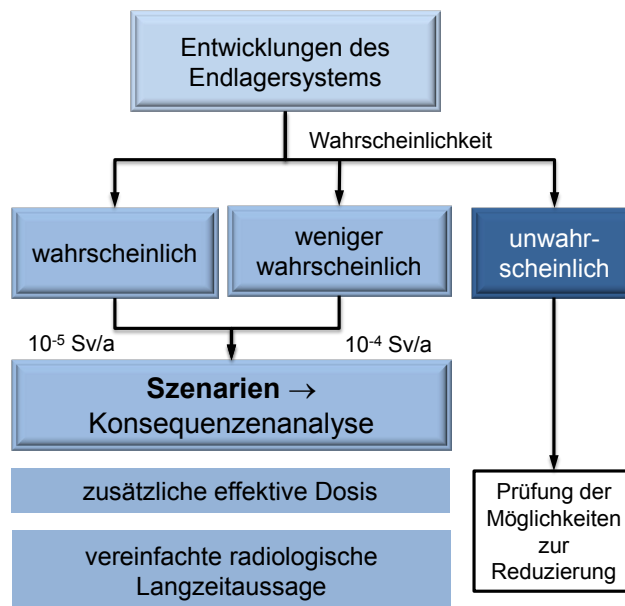 Entwicklungen des
Endlagersystems
Wahrscheinlichkeit
wahrscheinlich
weniger
wahrscheinlich
unwahr-
scheinlich
10⁻⁵ Sv/a
10⁻⁴ Sv/a
Szenarien →
Konsequenzenanalyse
zusätzliche effektive Dosis
vereinfachte radiologische
Langzeitaussage
Prüfung der
Möglichkeiten
zur
Reduzierung